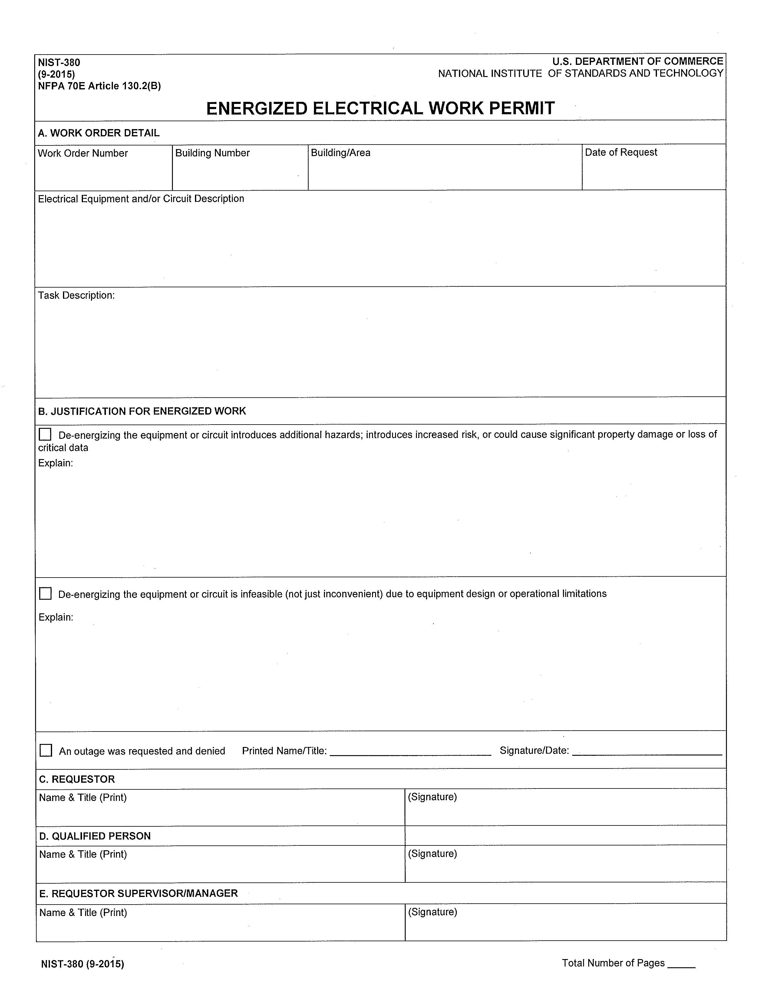 NIST-380
(9-2015)
NFPA 70E Article 130.2(B)
U.S. DEPARTMENT OF COMMERCE
NATIONAL INSTITUTE OF STANDARDS AND TECHNOLOGY
ENERGIZED ELECTRICAL WORK PERMIT
A. WORK ORDER DETAIL
Work Order Number
Building Number
Building/Area
Date of Request
Electrical Equipment and/or Circuit Description
Task Description:
B. JUSTIFICATION FOR ENERGIZED WORK
De-energizing the equipment or circuit introduces additional hazards; introduces increased risk, or could cause significant property damage or loss of
critical data
Explain:
De-energizing the equipment or circuit is infeasible (not just inconvenient) due to equipment design or operational limitations
Explain:
An outage was requested and denied Printed Name/Title: Signature/Date:
C. REQUESTOR
Name & Title (Print)
(Signature)
D. QUALIFIED PERSON
Name & Title (Print)
(Signature)
E. REQUESTOR SUPERVISOR/MANAGER
Name & Title (Print)
(Signature)
NIST-380 (9-2015)
Total Number of Pages